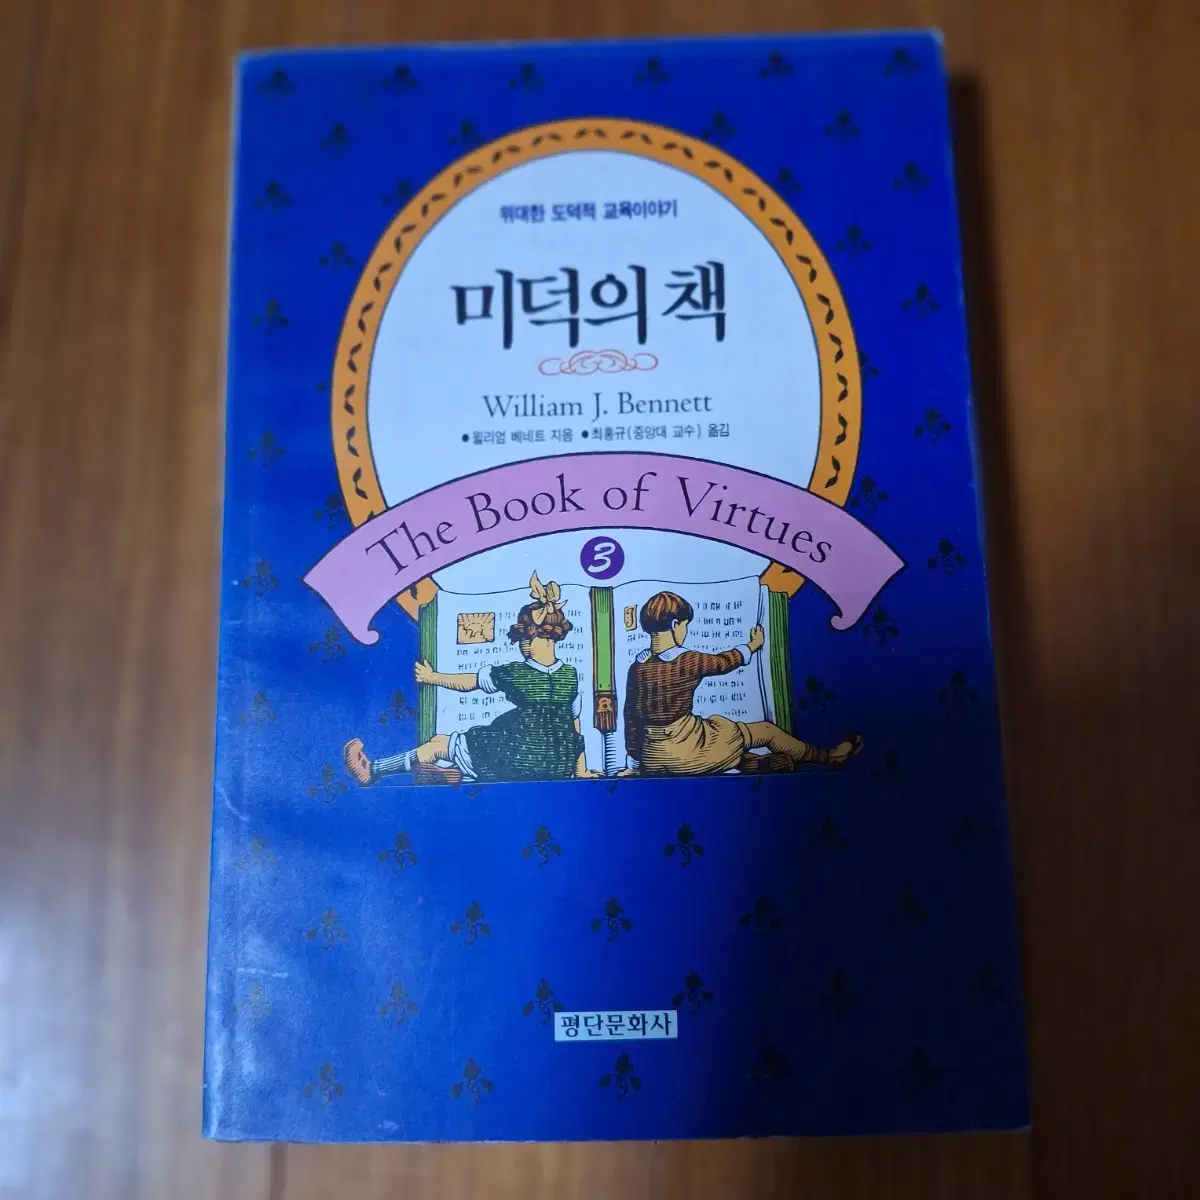 위대한 도덕적 교육이야기
미덕의 책
William J. Bennett
●윌리엄 베네트 지음 ●최홍규(중앙대 교수) 옮김
The Book of Virtues
3
평단문화사